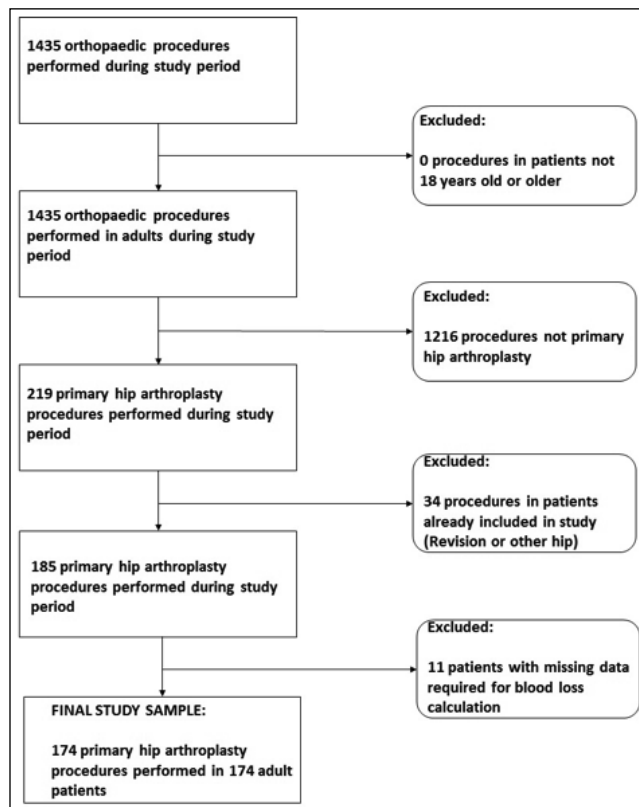 1435 orthopaedic procedures
performed during study period
Excluded:
0 procedures in patients not
18 years old or older
1435 orthopaedic procedures
performed in adults during study
period
Excluded:
1216 procedures not primary
hip arthroplasty
219 primary hip arthroplasty
procedures performed during study
period
Excluded:
34 procedures in patients
already included in study
(Revision or other hip)
185 primary hip arthroplasty
procedures performed during study
period
Excluded:
11 patients with missing data
required for blood loss
calculation
FINAL STUDY SAMPLE:
174 primary hip arthroplasty
procedures performed in 174 adult
patients